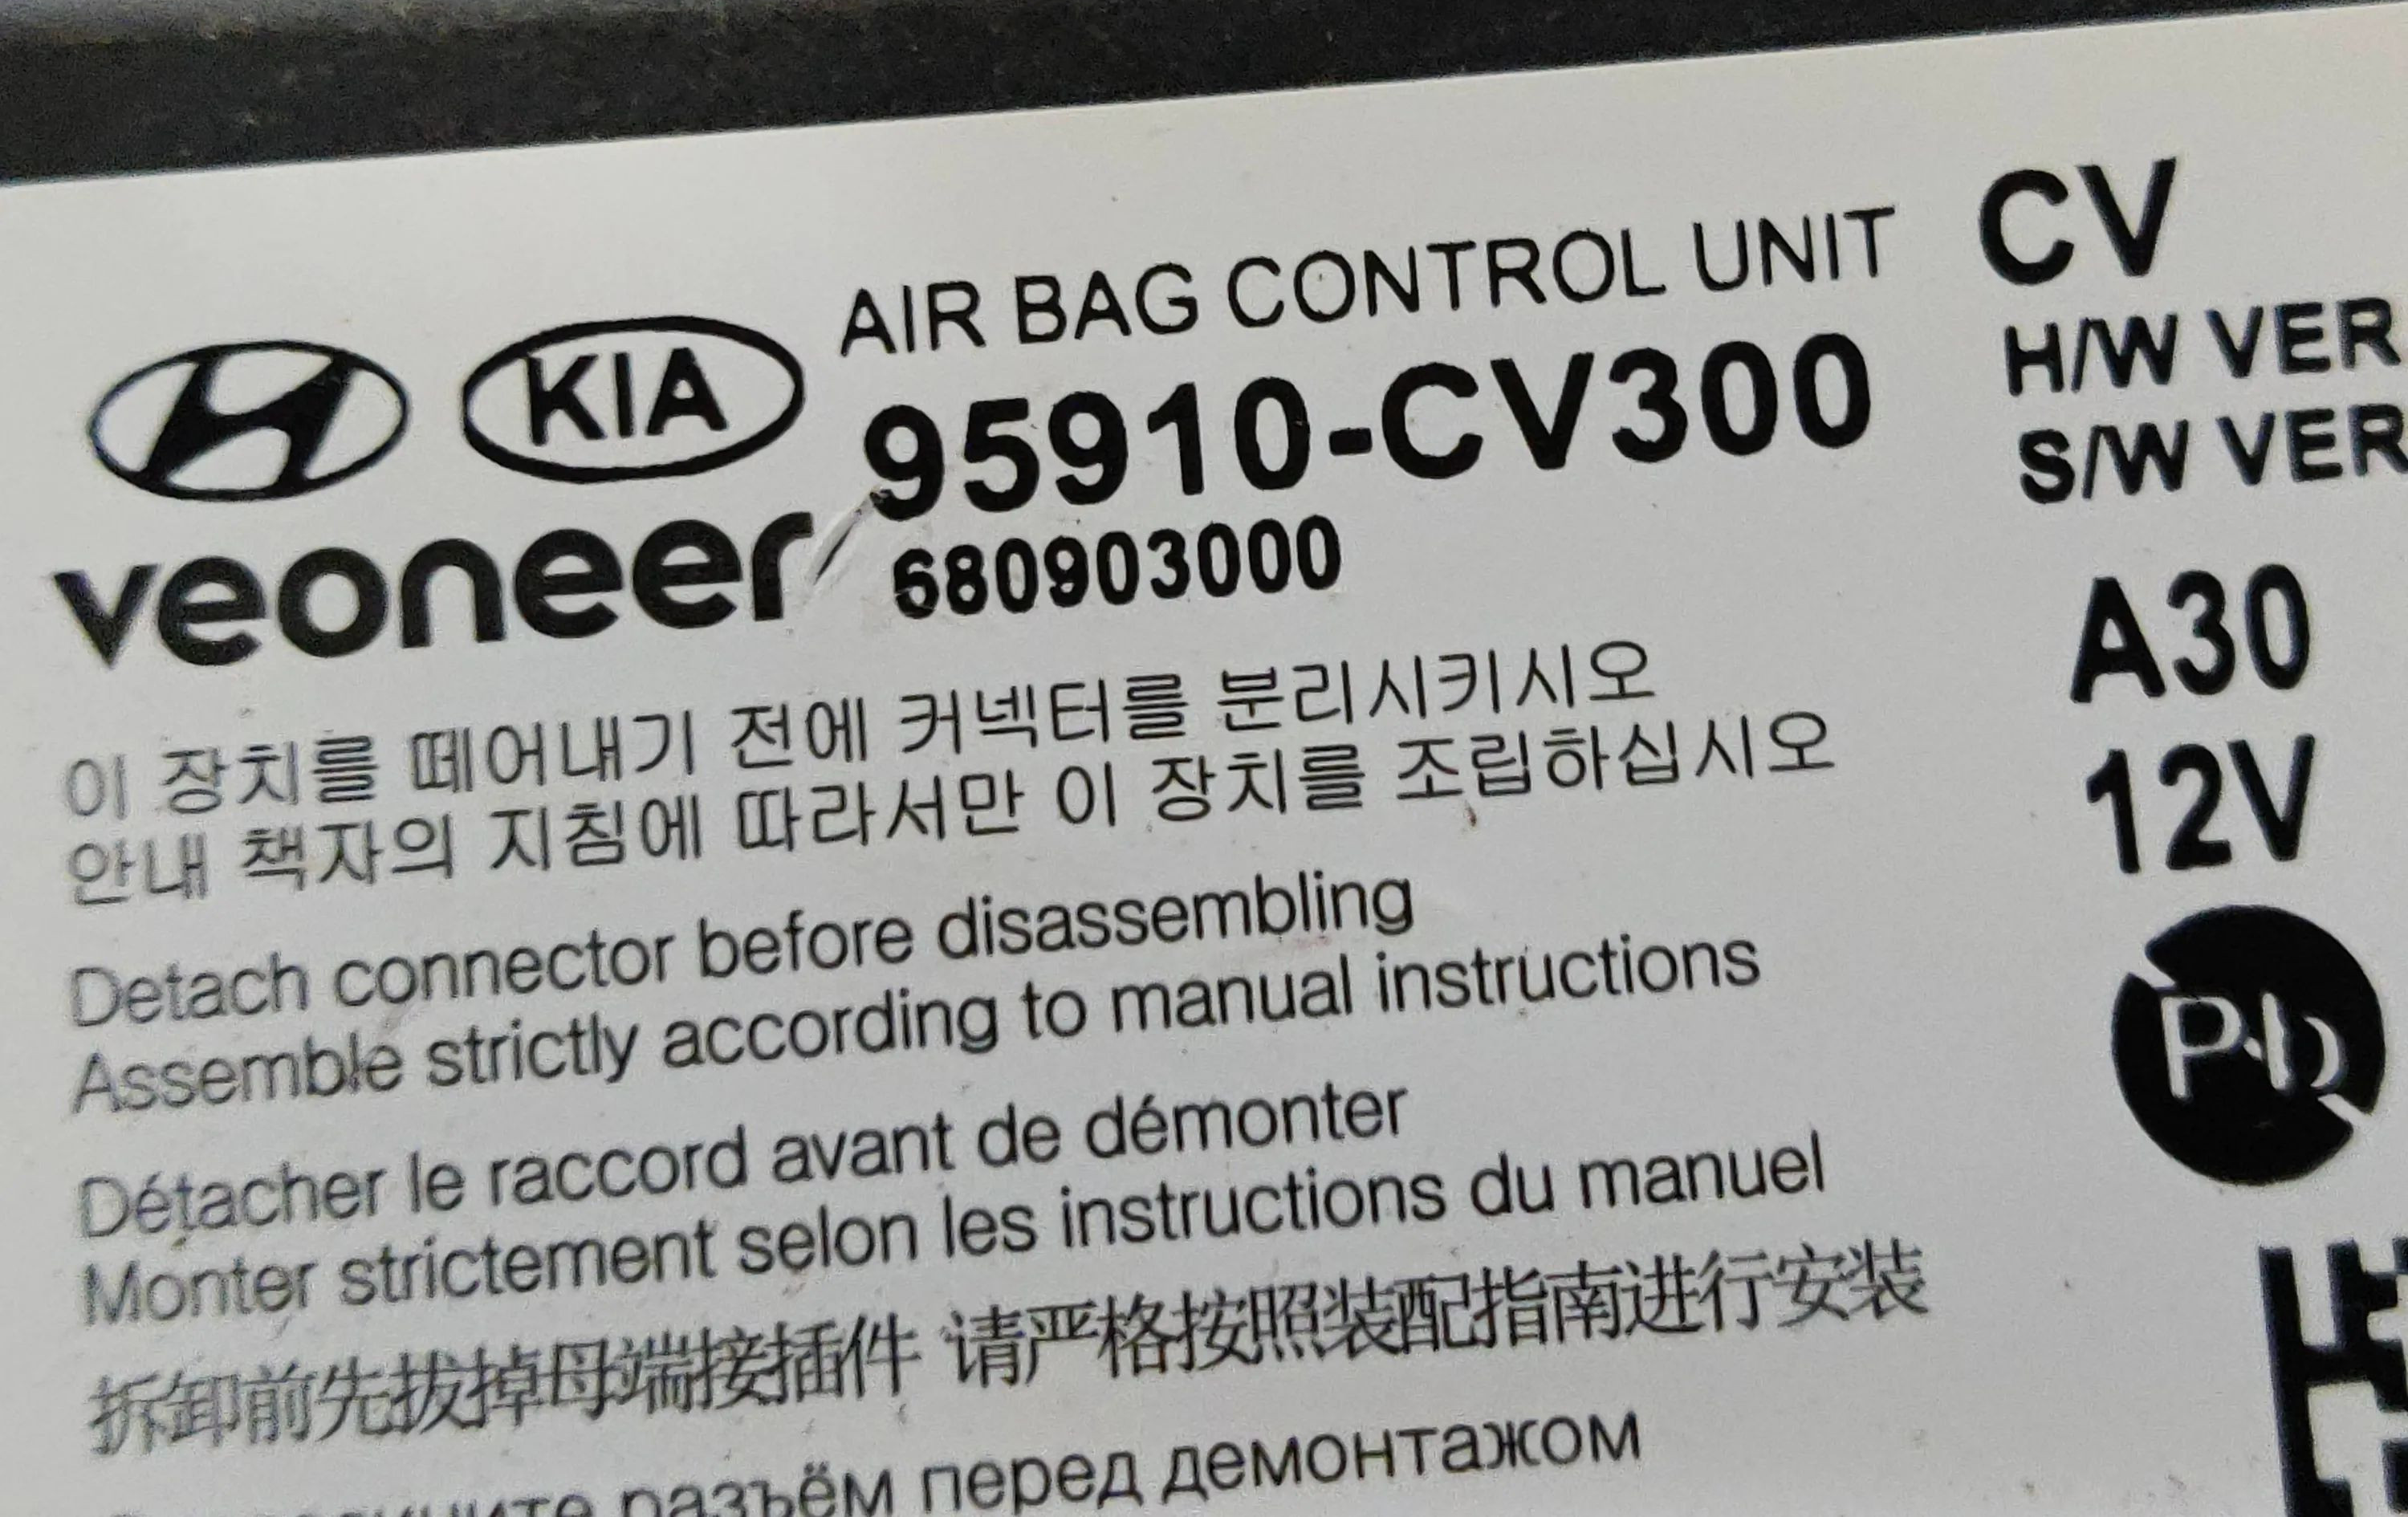 AIR BAG CONTROL UNIT CV
KIA 95910-CV300 H/W VER
S/W VER
veoneer 680903000
A30
12V
이 장치를 떼어내기 전에 커넥터를 분리시키시오
안내 책자의 지침에 따라서만 이 장치를 조립하십시오
Detach connector before disassembling
Assemble strictly according to manual instructions
Pb
Détacher le raccord avant de démonter
Monter strictement selon les instructions du manuel
拆卸前先拔掉母端接插件 请严格按照装配指南进行安装
разъём перед демонтажом